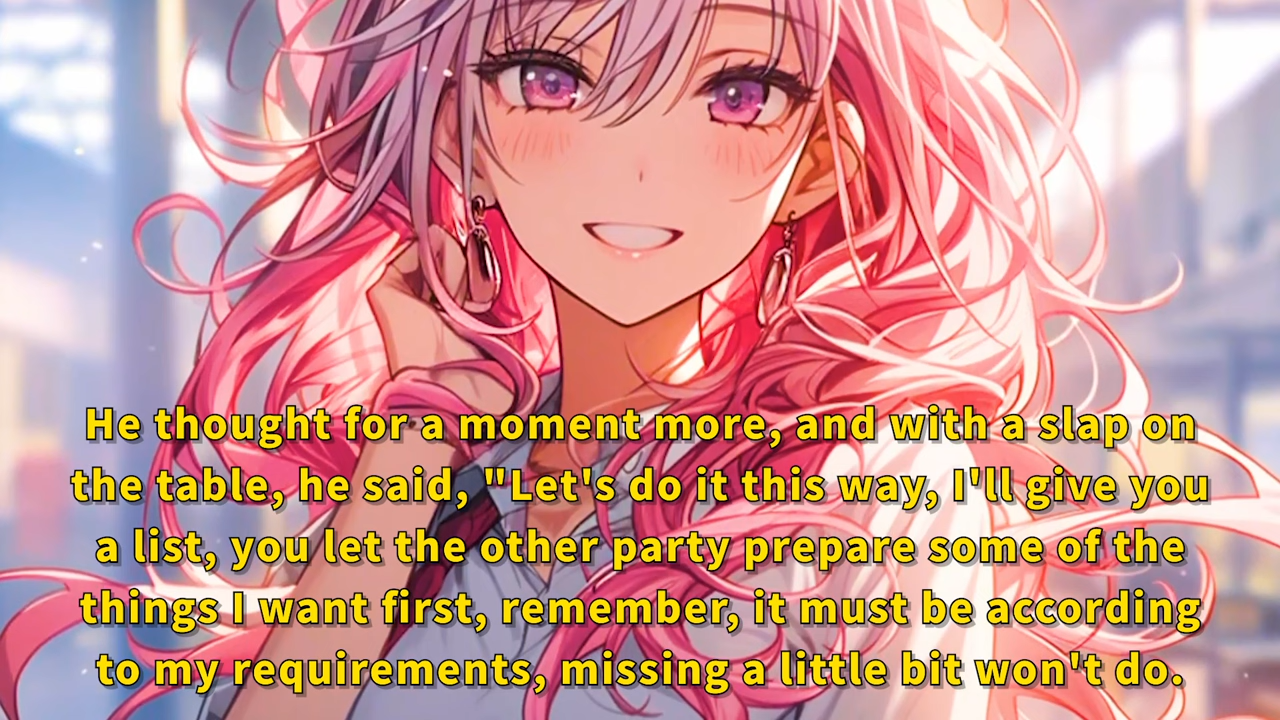 He thought for a moment more, and with a slap on
the table, he said, "Let's do it this way, I'll give you
a list, you let the other party prepare some of the
things I want first, remember, it must be according
to my requirements, missing a little bit won't do.